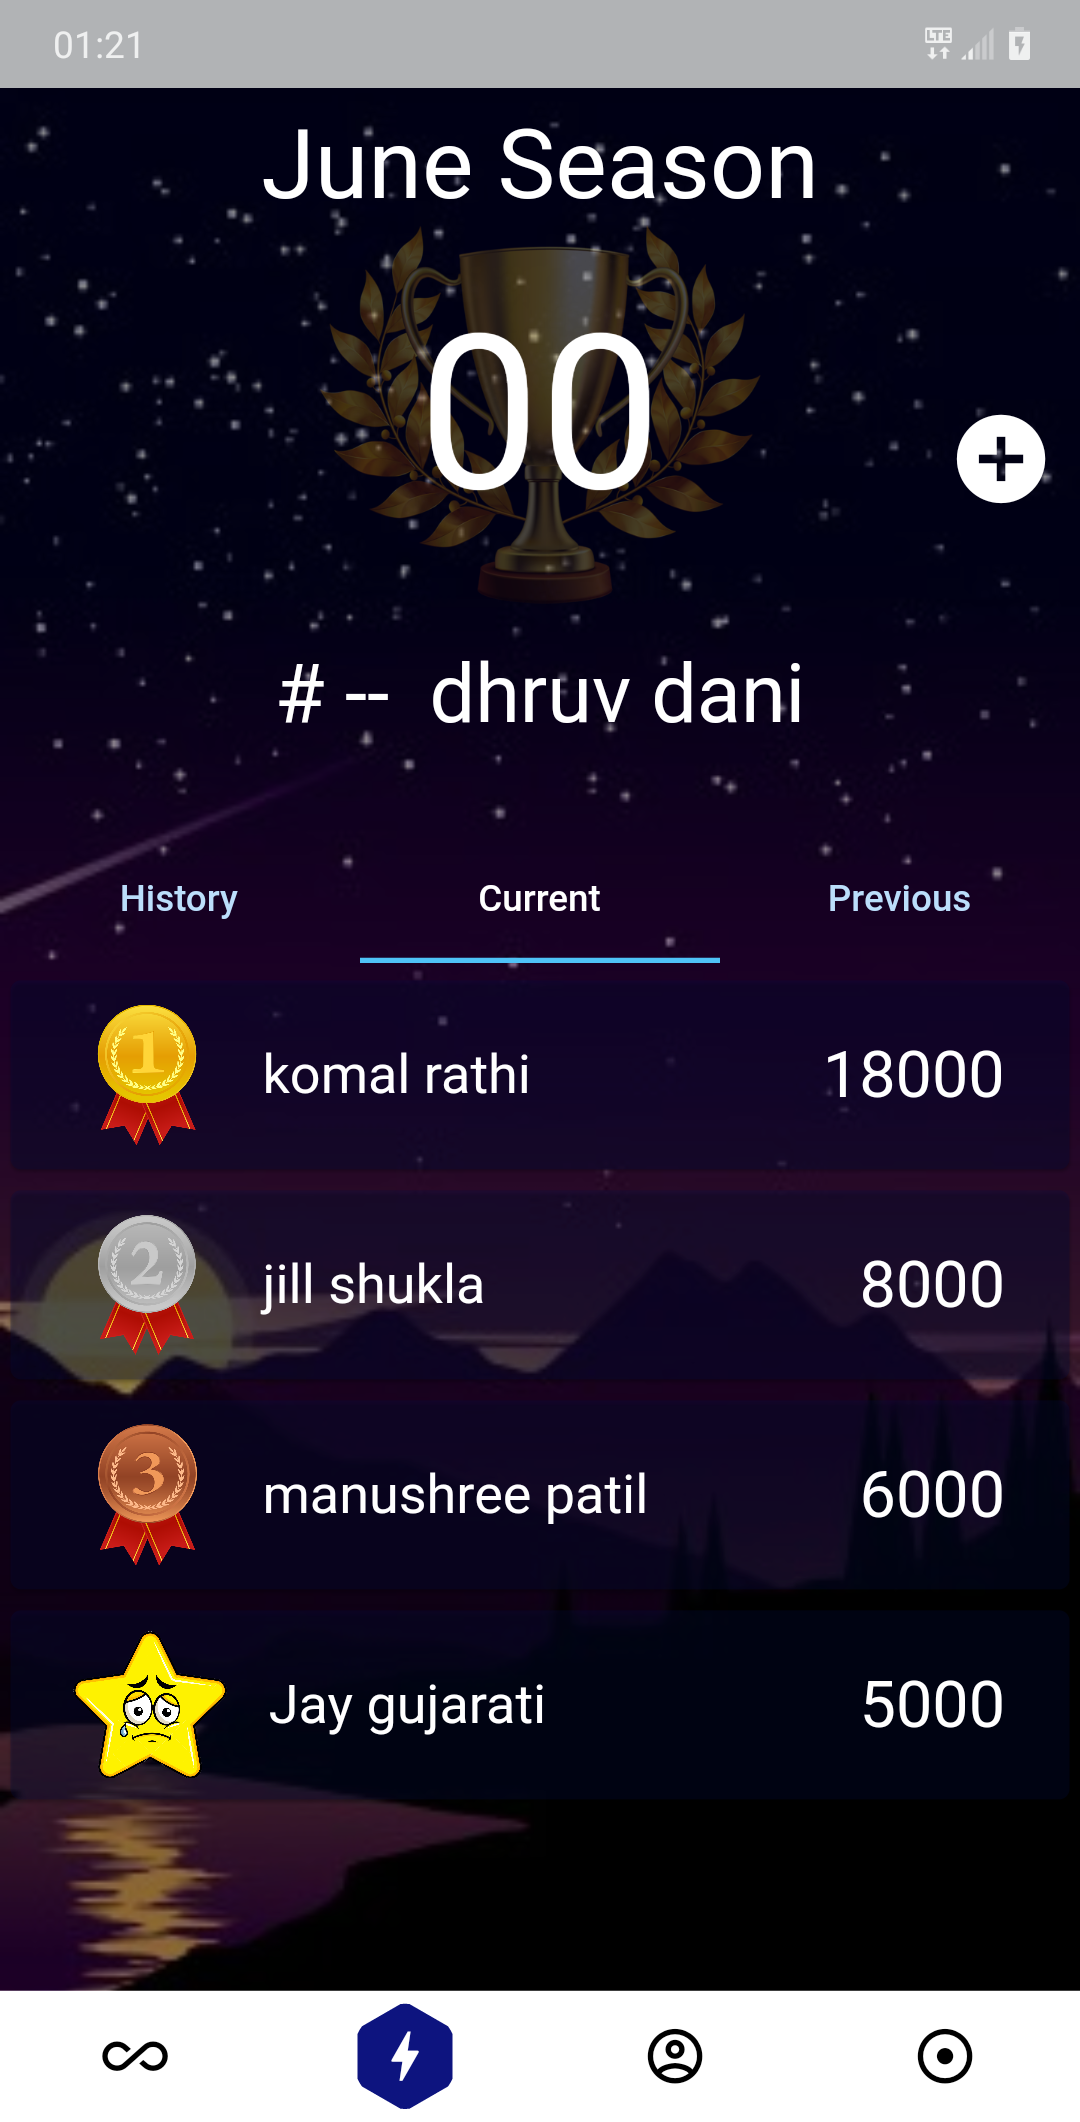 01:21
LTE
June Season
00
# -- dhruv dani
History Current Previous
1 komal rathi 18000
2 jill shukla 8000
3 manushree patil 6000
Jay gujarati 5000